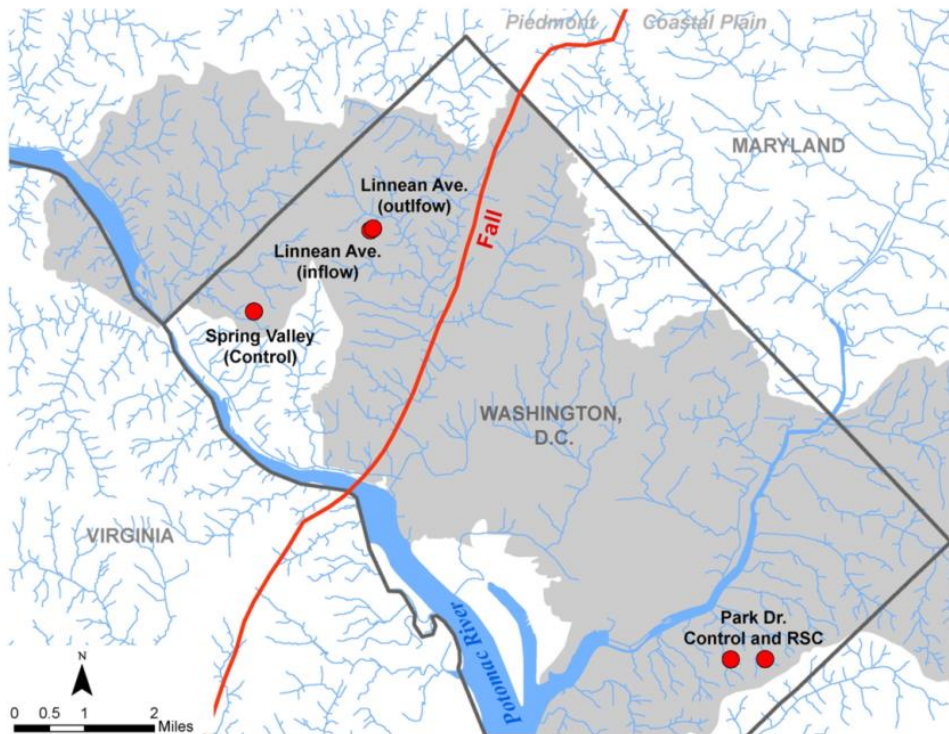 Piedmont
Coastal Plain
MARYLAND
Linnean Ave.
(outlfow)
Fall
Linnean Ave.
(inflow)
Spring Valley
(Control)
WASHINGTON,
D.C.
VIRGINIA
Potomac River
Park Dr.
Control and RSC
N
0 0.5 1 2
Miles